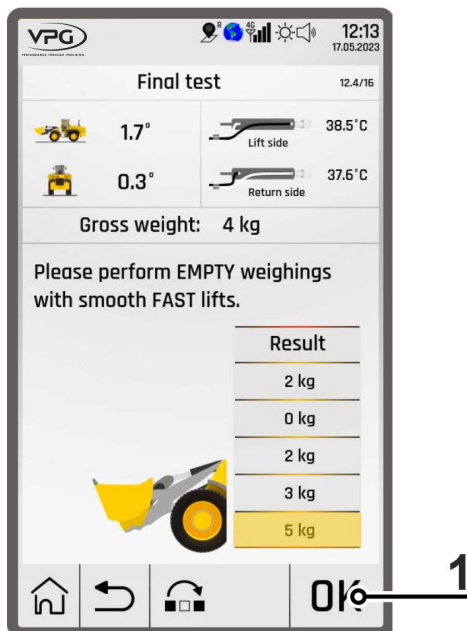 VPG
12:13
17.05.2023
4G
R
Final test
12.4/16
1.7°
38.5°C
Lift side
0.3°
37.6°C
Return side
Gross weight: 4 kg
Please perform EMPTY weighings
with smooth FAST lifts.
Result
2 kg
0 kg
2 kg
3 kg
5 kg
OK
1